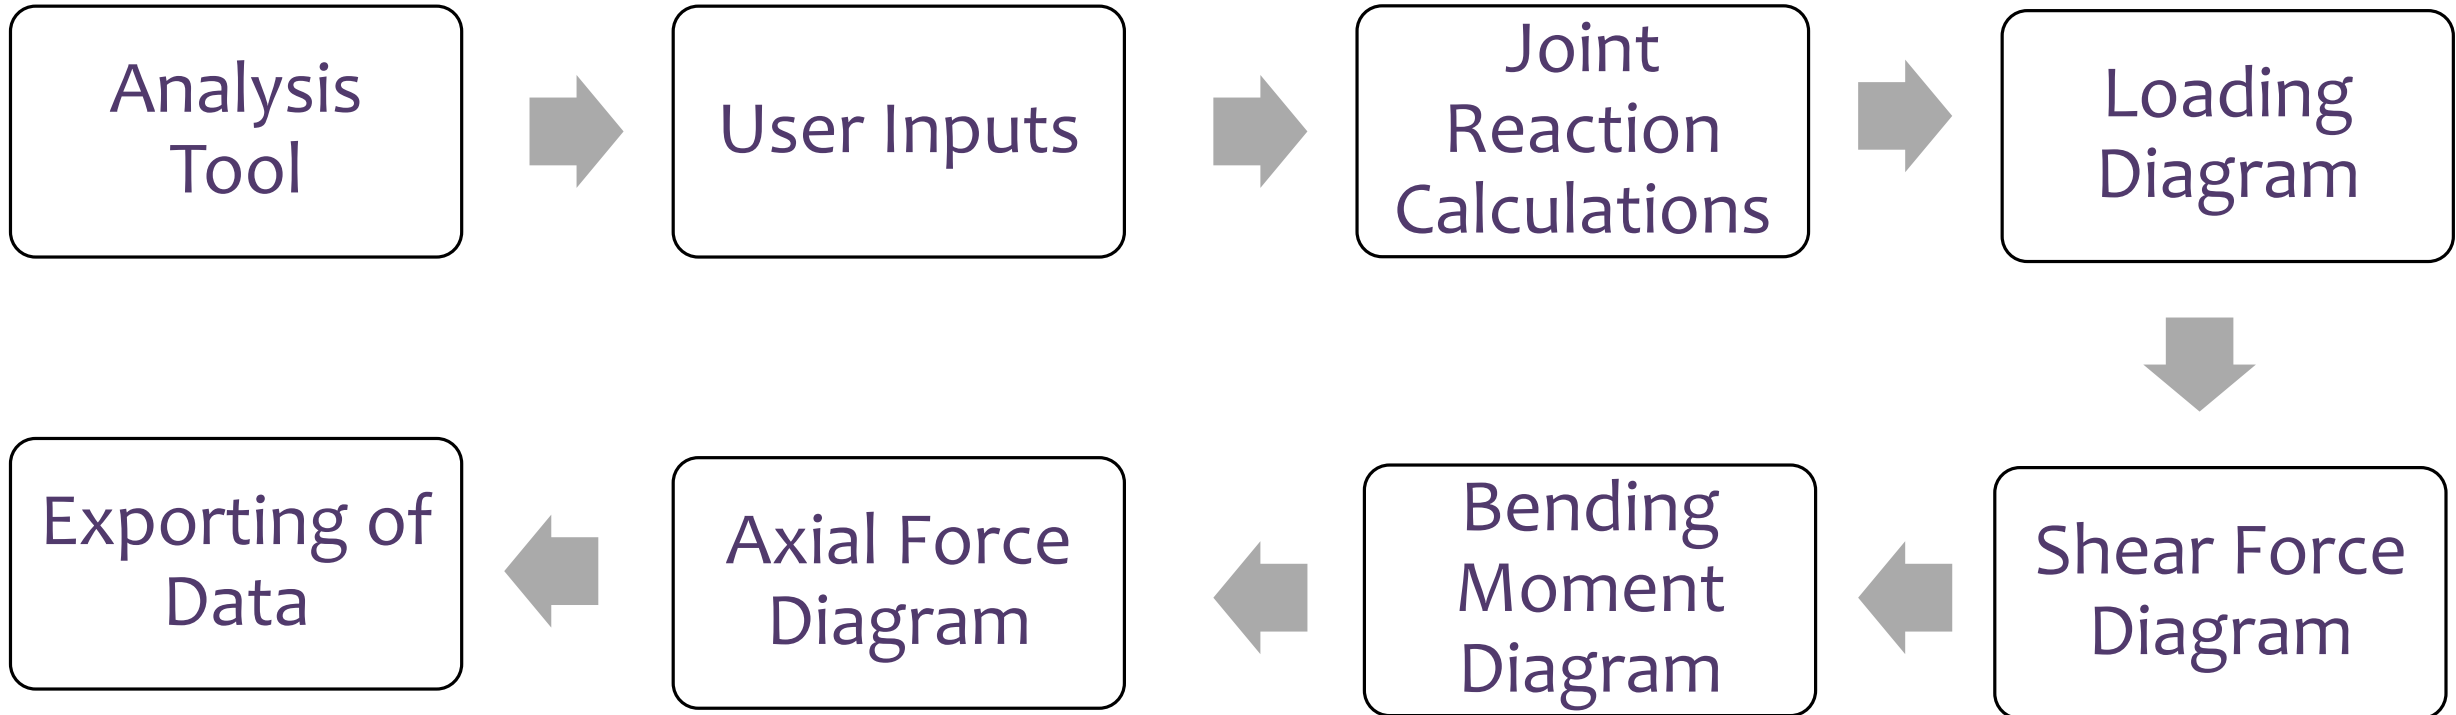 Analysis
Tool
User Inputs
Joint
Reaction
Calculations
Loading
Diagram
Shear Force
Diagram
Bending
Moment
Diagram
Axial Force
Diagram
Exporting of
Data